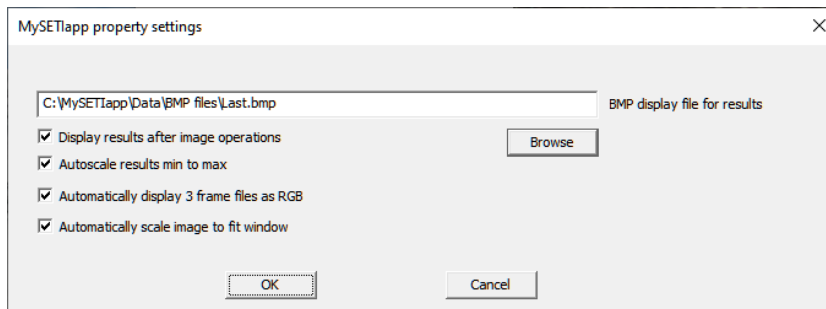 MySETIapp property settings
C:\MySETIapp\Data\BMP files\Last.bmp
BMP display file for results
Display results after image operations
Browse
Autoscale results min to max
Automatically display 3 frame files as RGB
Automatically scale image to fit window
OK
Cancel